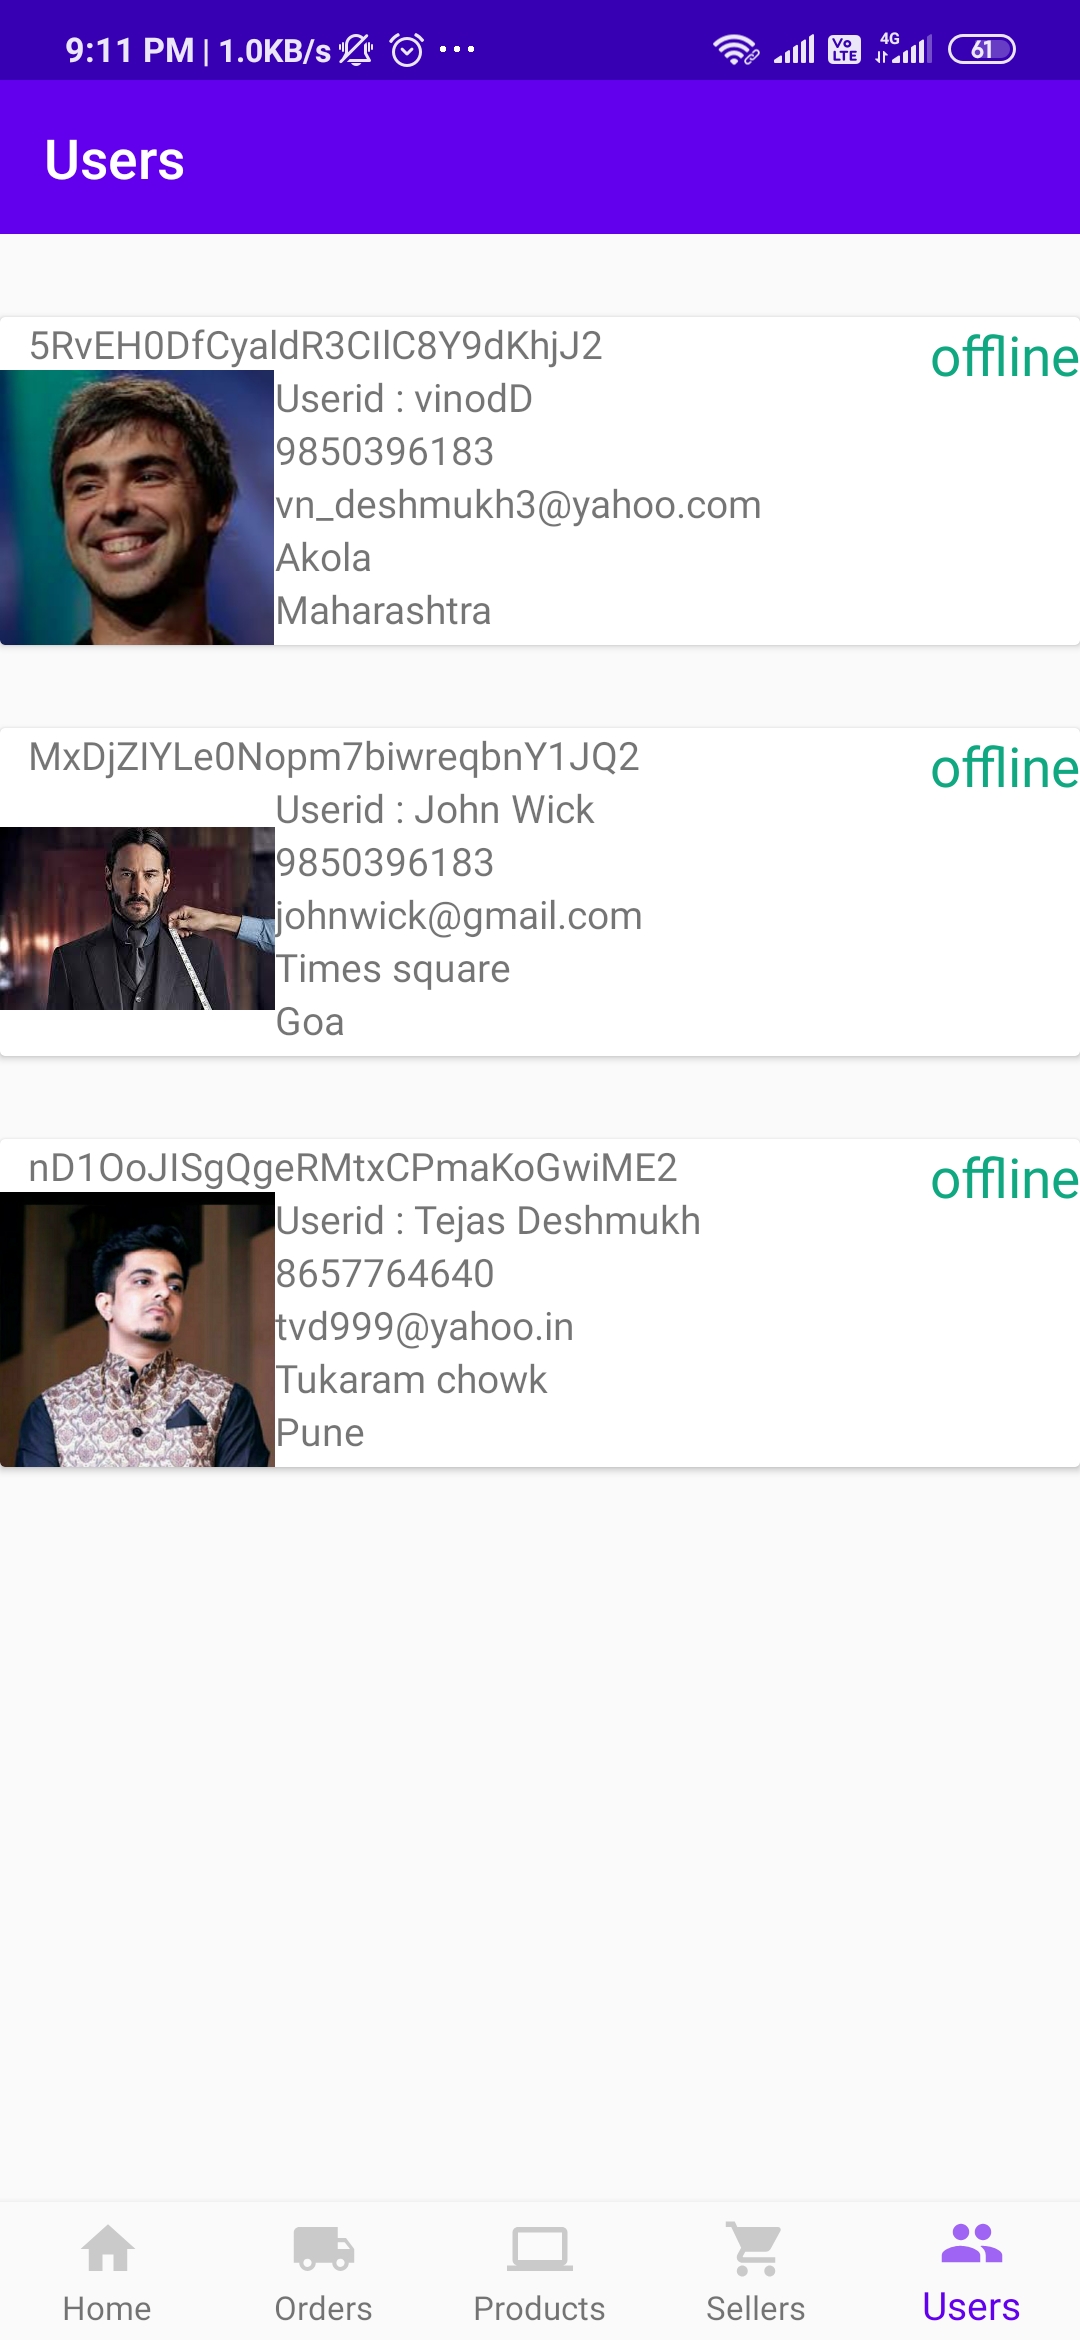 9:11 PM | 1.0KB/s ... Vo LTE 4G 61
Users
5RvEH0DfCyaldR3CIlC8Y9dKhjJ2
offline
Userid : vinodD
9850396183
vn_deshmukh3@yahoo.com
Akola
Maharashtra
MxDjZIYLe0Nopm7biwreqbnY1JQ2
offline
Userid : John Wick
9850396183
johnwick@gmail.com
Times square
Goa
nD1OoJISgQgeRMtxCPmaKoGwiME2
offline
Userid : Tejas Deshmukh
8657764640
tvd999@yahoo.in
Tukaram chowk
Pune
Home Orders Products Sellers Users